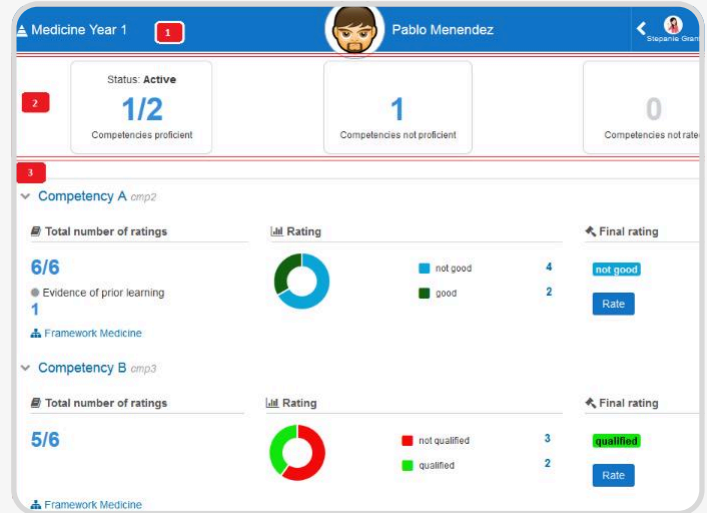 Medicine Year 1
1
Pablo Menendez
Stepanie Gran
2
Status: Active
1/2
Competencies proficient
1
Competencies not proficient
0
Competencies not rate
3
Competency A cmp2
Total number of ratings
Rating
Final rating
6/6
not good 4
not good
Evidence of prior learning
good 2
1
Rate
Framework Medicine
Competency B cmp3
Total number of ratings
Rating
Final rating
5/6
not qualified 3
qualified
qualified 2
Rate
Framework Medicine